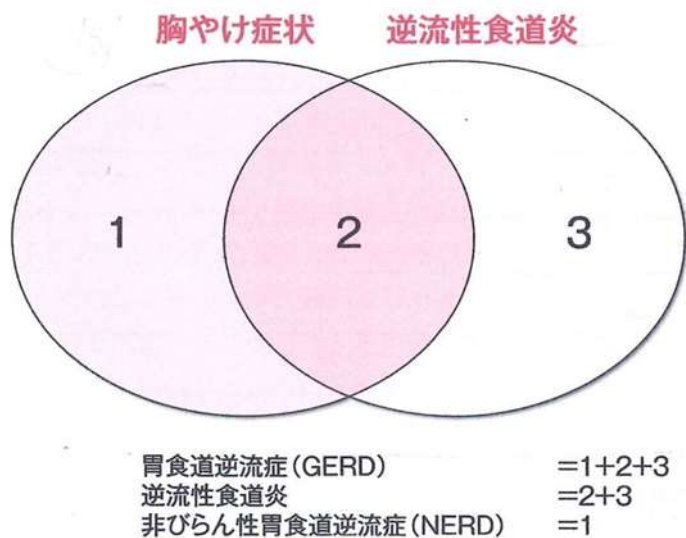 胸やけ症状 逆流性食道炎
1 2 3
胃食道逆流症(GERD) =1+2+3
逆流性食道炎 =2+3
非びらん性胃食道逆流症(NERD) =1